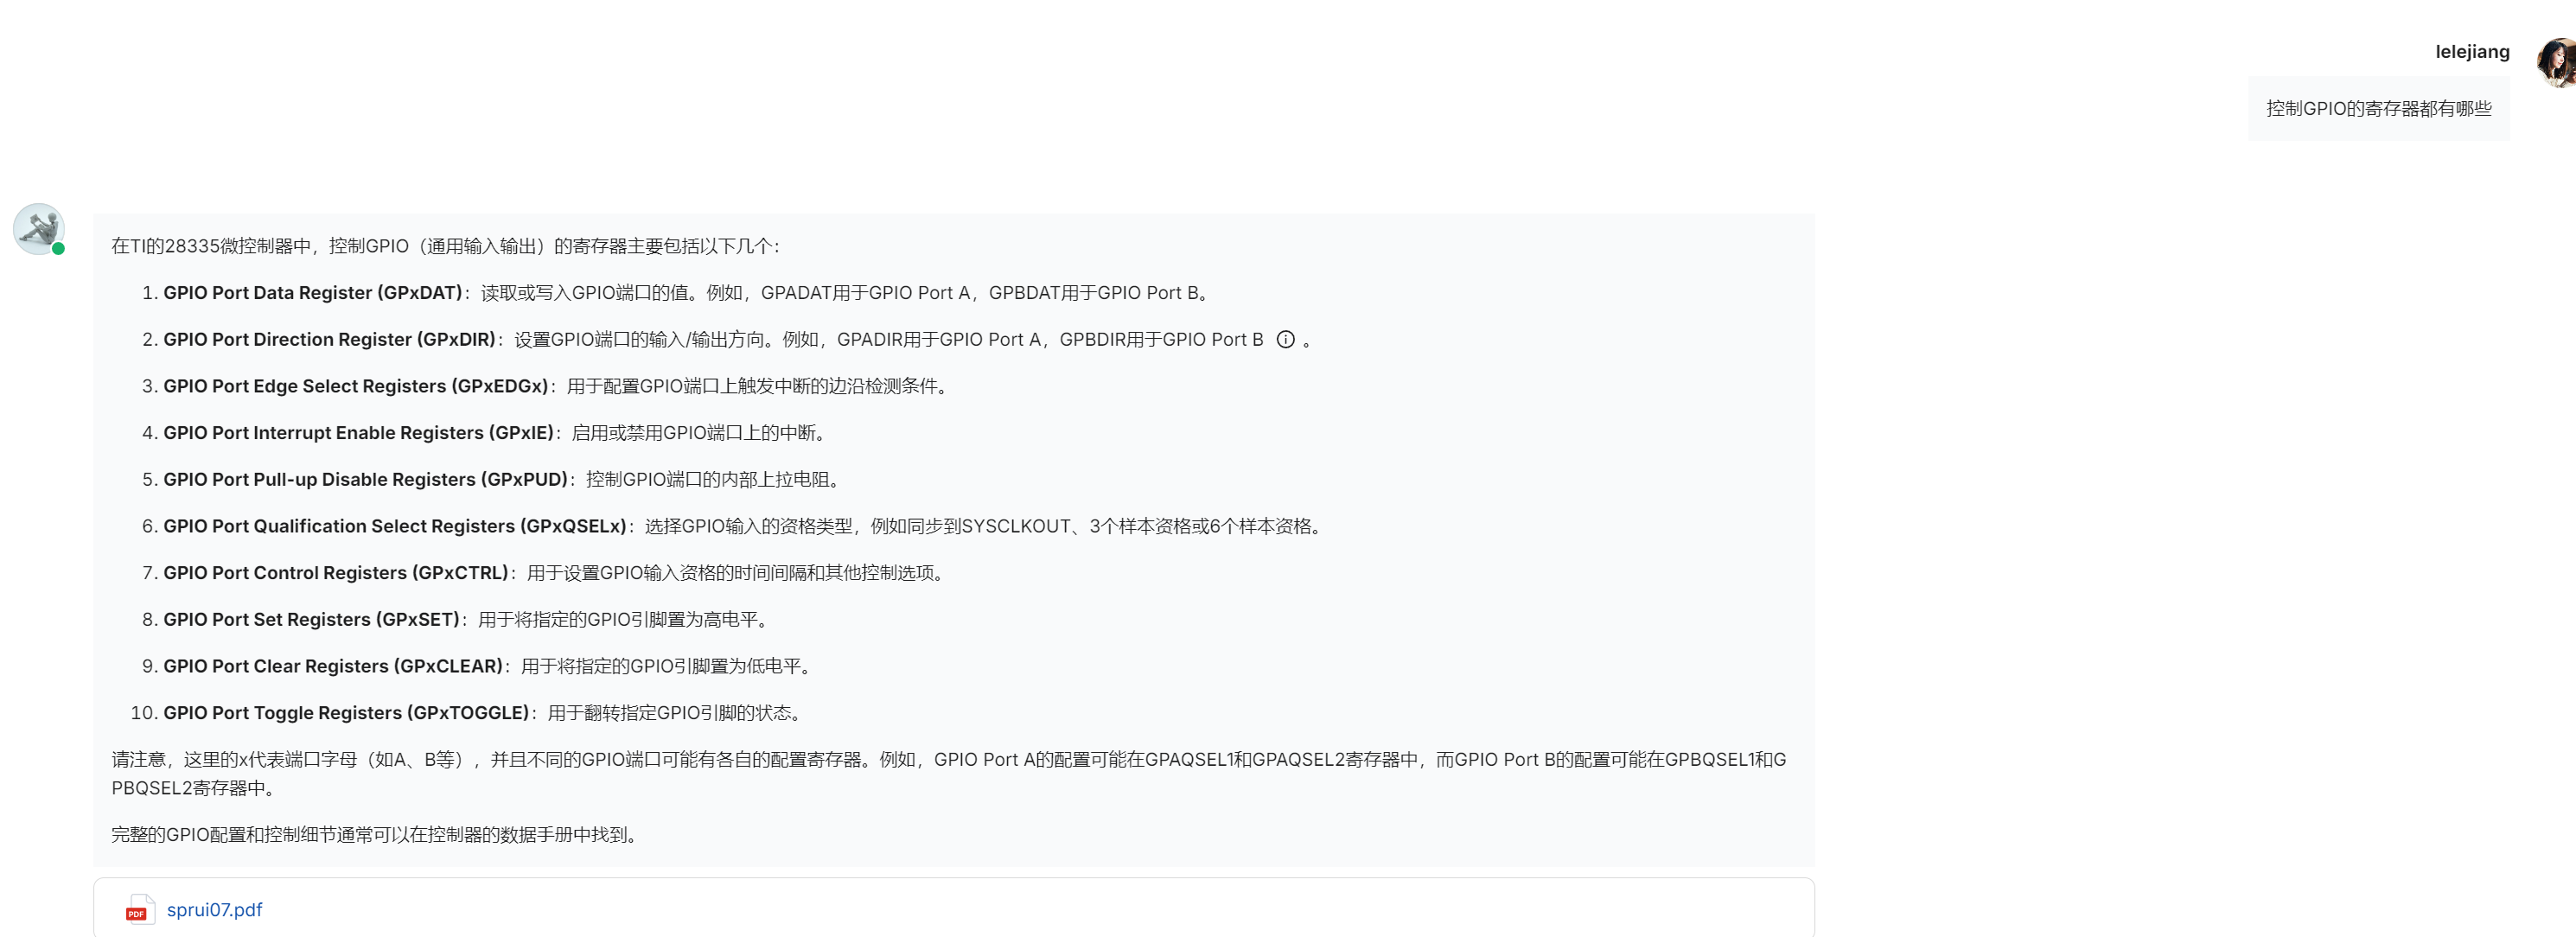 lelejiang
控制GPIO的寄存器都有哪些
在TI的28335微控制器中，控制GPIO（通用输入输出）的寄存器主要包括以下几个：
1. GPIO Port Data Register (GPxDAT)：读取或写入GPIO端口的值。例如，GPADAT用于GPIO Port A，GPBDAT用于GPIO Port B。
2. GPIO Port Direction Register (GPxDIR)：设置GPIO端口的输入/输出方向。例如，GPADIR用于GPIO Port A，GPBDIR用于GPIO Port B 。
3. GPIO Port Edge Select Registers (GPxEDGx)：用于配置GPIO端口上触发中断的边沿检测条件。
4. GPIO Port Interrupt Enable Registers (GPxIE)：启用或禁用GPIO端口上的中断。
5. GPIO Port Pull-up Disable Registers (GPxPUD)：控制GPIO端口的内部上拉电阻。
6. GPIO Port Qualification Select Registers (GPxQSELx)：选择GPIO输入的资格类型，例如同步到SYSCLKOUT、3个样本资格或6个样本资格。
7. GPIO Port Control Registers (GPxCTRL)：用于设置GPIO输入资格的时间间隔和其他控制选项。
8. GPIO Port Set Registers (GPxSET)：用于将指定的GPIO引脚置为高电平。
9. GPIO Port Clear Registers (GPxCLEAR)：用于将指定的GPIO引脚置为低电平。
10. GPIO Port Toggle Registers (GPxTOGGLE)：用于翻转指定GPIO引脚的状态。
请注意，这里的x代表端口字母（如A、B等），并且不同的GPIO端口可能有各自的配置寄存器。例如，GPIO Port A的配置可能在GPAQSEL1和GPAQSEL2寄存器中，而GPIO Port B的配置可能在GPBQSEL1和G
PBQSEL2寄存器中。
完整的GPIO配置和控制细节通常可以在控制器的数据手册中找到。
PDF sprui07.pdf